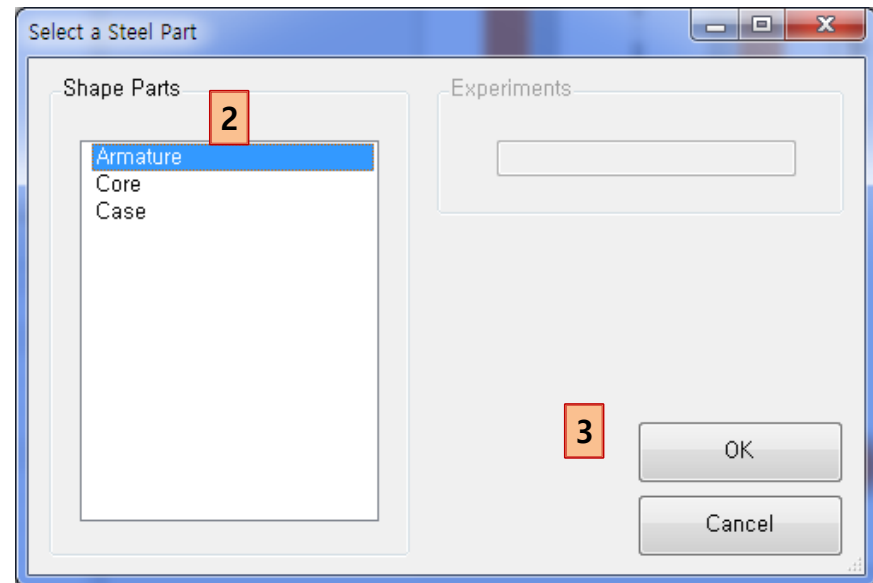 Select a Steel Part
Shape Parts
Experiments
2
Armature
Core
Case
3
OK
Cancel